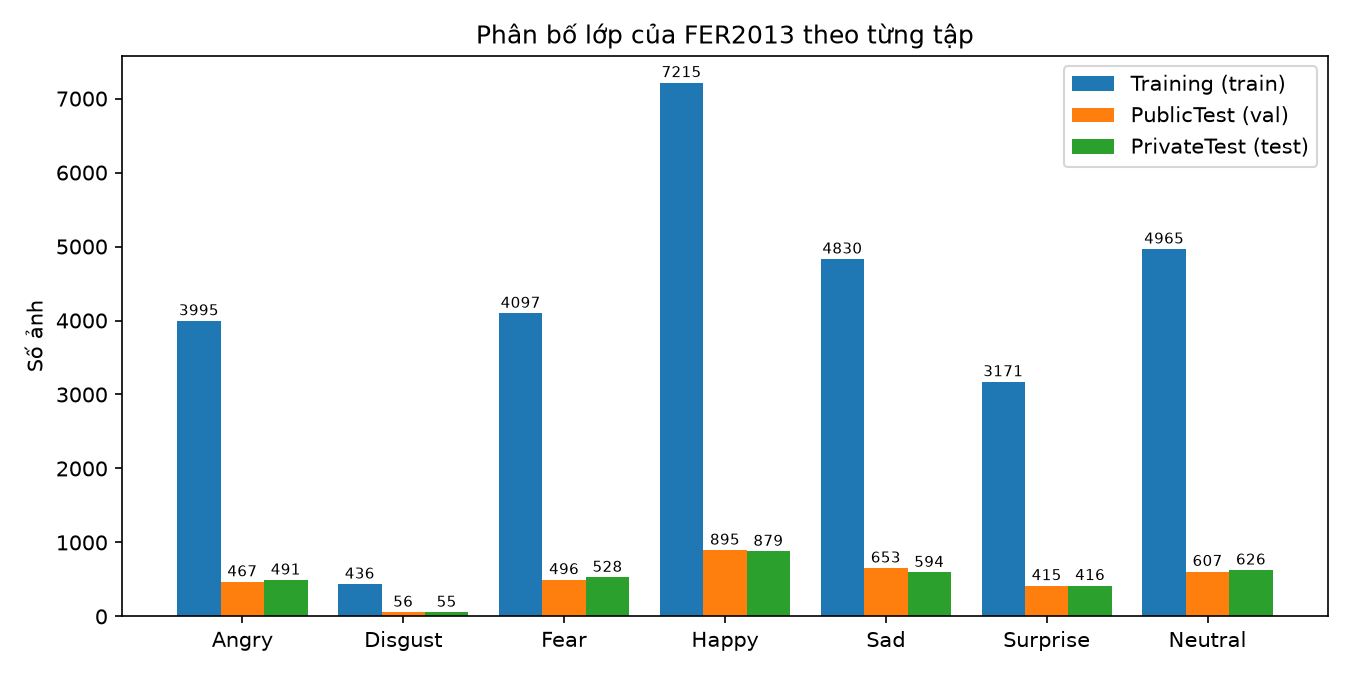 Phân bố lớp của FER2013 theo từng tập
Training (train)
PublicTest (val)
PrivateTest (test)
Số ảnh
7000
6000
5000
4000
3000
2000
1000
0
3995
467
491
436
56
55
4097
496
528
7215
895
879
4830
653
594
3171
415
416
4965
607
626
Angry
Disgust
Fear
Happy
Sad
Surprise
Neutral